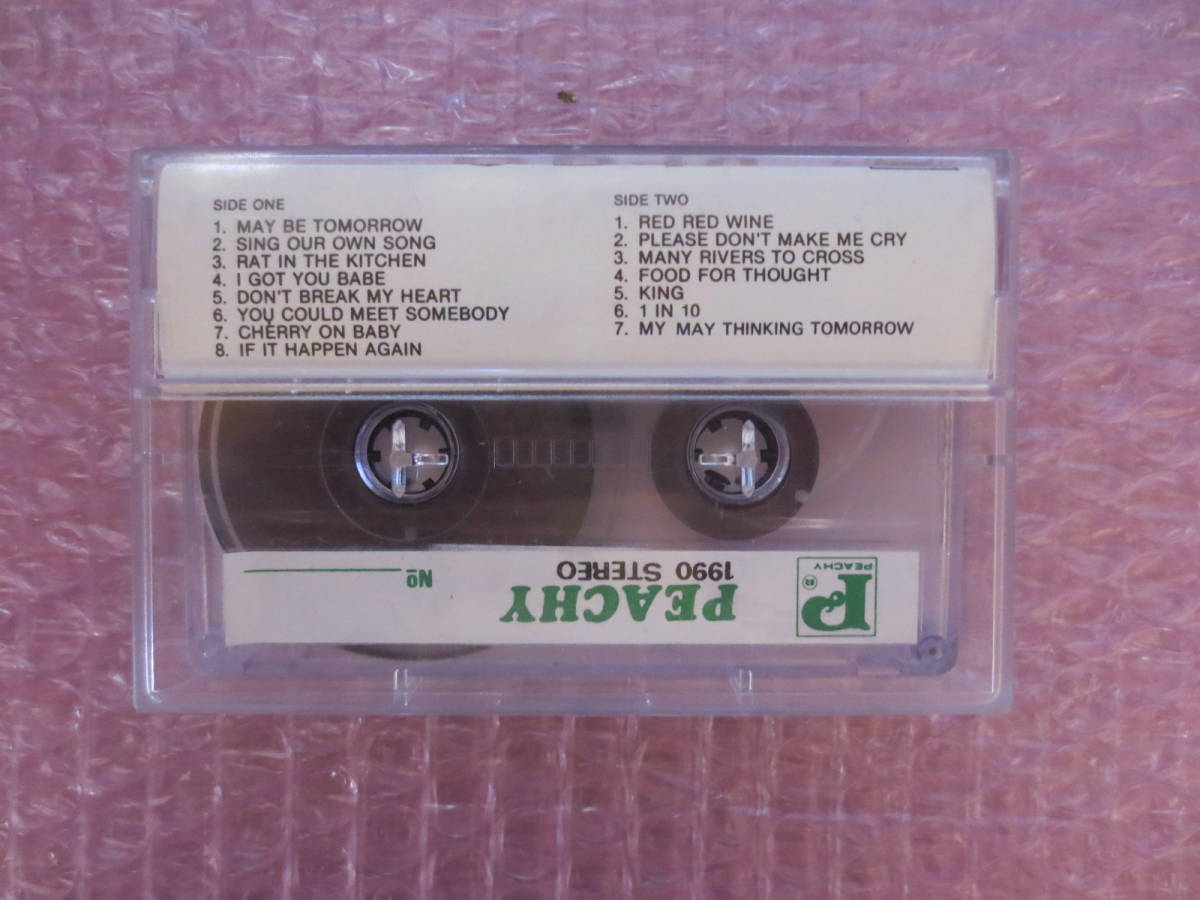 SIDE ONE
1. MAY BE TOMORROW
2. SING OUR OWN SONG
3. RAT IN THE KITCHEN
4. I GOT YOU BABE
5. DON'T BREAK MY HEART
6. YOU COULD MEET SOMEBODY
7. CHERRY ON BABY
8. IF IT HAPPEN AGAIN
SIDE TWO
1. RED RED WINE
2. PLEASE DON'T MAKE ME CRY
3. MANY RIVERS TO CROSS
4. FOOD FOR THOUGHT
5. KING
6. 1 IN 10
7. MY MAY THINKING TOMORROW
P®
PEACHY
PEACHY
1990 STEREO
No